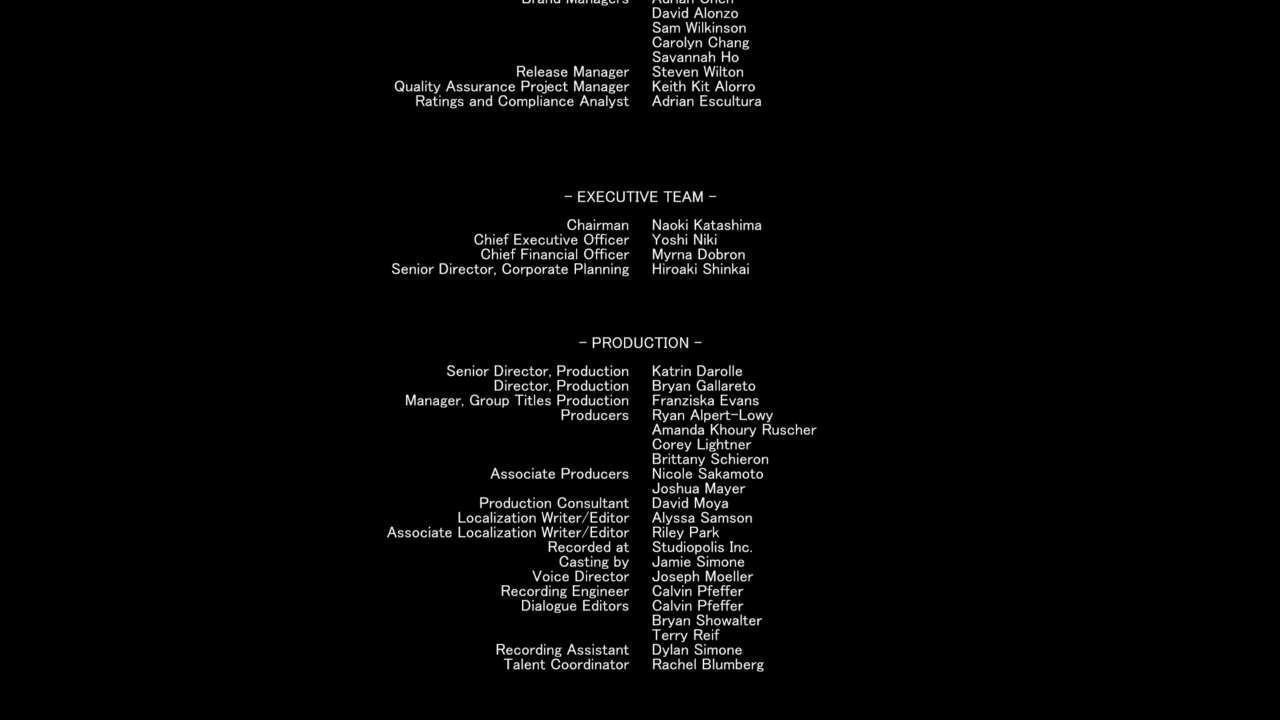 Brand Managers Adrian Chen
David Alonzo
Sam Wilkinson
Carolyn Chang
Savannah Ho
Release Manager Steven Wilton
Quality Assurance Project Manager Keith Kit Alorro
Ratings and Compliance Analyst Adrian Escultura
- EXECUTIVE TEAM -
Chairman Naoki Katashima
Chief Executive Officer Yoshi Niki
Chief Financial Officer Myrna Dobron
Senior Director, Corporate Planning Hiroaki Shinkai
- PRODUCTION -
Senior Director, Production Katrin Darolle
Director, Production Bryan Gallareto
Manager, Group Titles Production Franziska Evans
Producers Ryan Alpert-Lowy
Amanda Khoury Ruscher
Corey Lightner
Brittany Schieron
Associate Producers Nicole Sakamoto
Joshua Mayer
Production Consultant David Moya
Localization Writer/Editor Alyssa Samson
Associate Localization Writer/Editor Riley Park
Recorded at Studiopolis Inc.
Casting by Jamie Simone
Voice Director Joseph Moeller
Recording Engineer Calvin Pfeffer
Dialogue Editors Calvin Pfeffer
Bryan Showalter
Terry Reif
Recording Assistant Dylan Simone
Talent Coordinator Rachel Blumberg